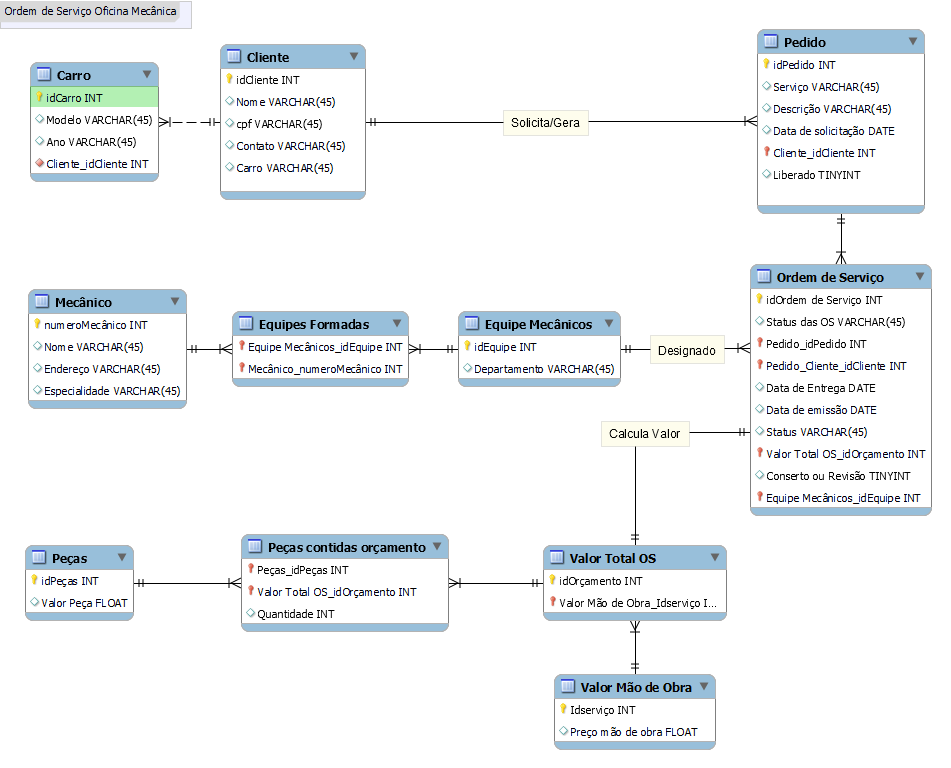 Ordem de Serviço Oficina Mecânica
Carro
idCarro INT
Modelo VARCHAR(45)
Ano VARCHAR(45)
Cliente_idCliente INT
Cliente
idCliente INT
Nome VARCHAR(45)
cpf VARCHAR(45)
Contato VARCHAR(45)
Carro VARCHAR(45)
Solicita/Gera
Pedido
idPedido INT
Serviço VARCHAR(45)
Descrição VARCHAR(45)
Data de solicitação DATE
Cliente_idCliente INT
Liberado TINYINT
Mecânico
numeroMecânico INT
Nome VARCHAR(45)
Endereço VARCHAR(45)
Especialidade VARCHAR(45)
Equipes Formadas
Equipe Mecânicos_idEquipe INT
Mecânico_numeroMecânico INT
Equipe Mecânicos
idEquipe INT
Departamento VARCHAR(45)
Designado
Ordem de Serviço
idOrdem de Serviço INT
Status das OS VARCHAR(45)
Pedido_idPedido INT
Pedido_Cliente_idCliente INT
Data de Entrega DATE
Data de emissão DATE
Status VARCHAR(45)
Valor Total OS_idOrçamento INT
Conserto ou Revisão TINYINT
Equipe Mecânicos_idEquipe INT
Calcula Valor
Peças
idPeças INT
Valor Peça FLOAT
Peças contidas orçamento
Peças_idPeças INT
Valor Total OS_idOrçamento INT
Quantidade INT
Valor Total OS
idOrçamento INT
Valor Mão de Obra_Idserviço I...
Valor Mão de Obra
Idserviço INT
Preço mão de obra FLOAT